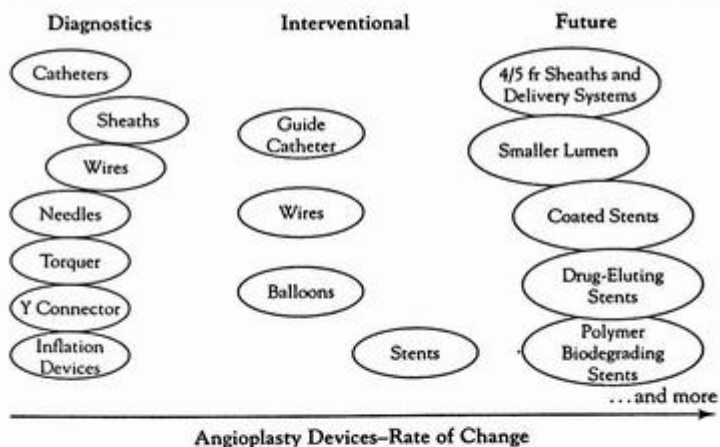 Diagnostics
Catheters
Sheaths
Wires
Needles
Torquer
Y Connector
Inflation
Devices
Interventional
Guide
Catheter
Wires
Balloons
Stents
Future
4/5 fr Sheaths and
Delivery Systems
Smaller Lumen
Coated Stents
Drug-Eluting
Stents
Polymer
Biodegrading
Stents
...and more
Angioplasty Devices–Rate of Change